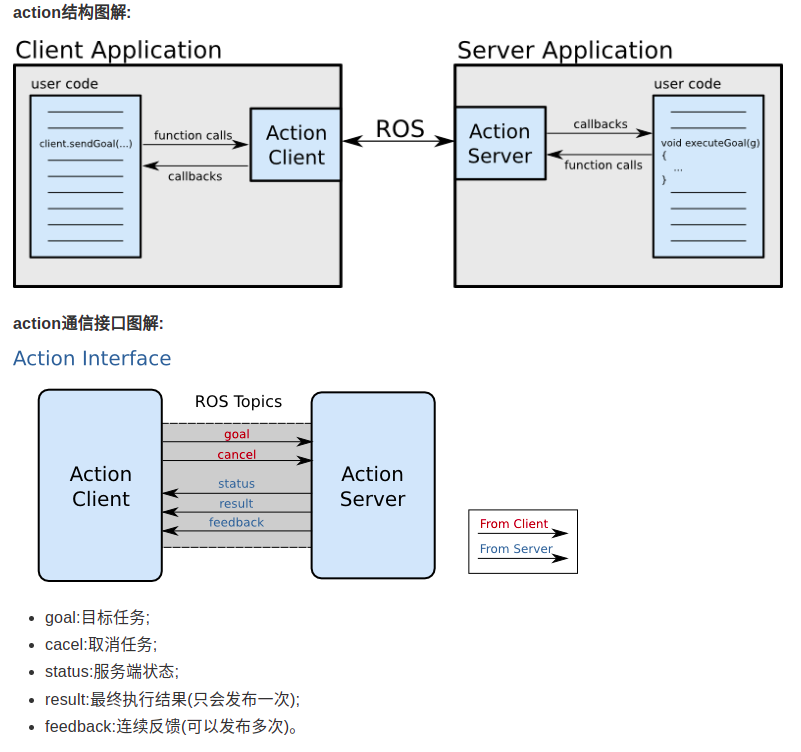 action结构图解:
Client Application
Server Application
user code
client.sendGoal(...)
function calls
callbacks
Action
Client
ROS
Action
Server
callbacks
function calls
user code
void executeGoal(g)
{
...
}
action通信接口图解:
Action Interface
ROS Topics
Action
Client
goal
cancel
status
result
feedback
Action
Server
From Client
From Server
• goal:目标任务;
• cacel:取消任务;
• status:服务端状态;
• result:最终执行结果(只会发布一次);
• feedback:连续反馈(可以发布多次)。